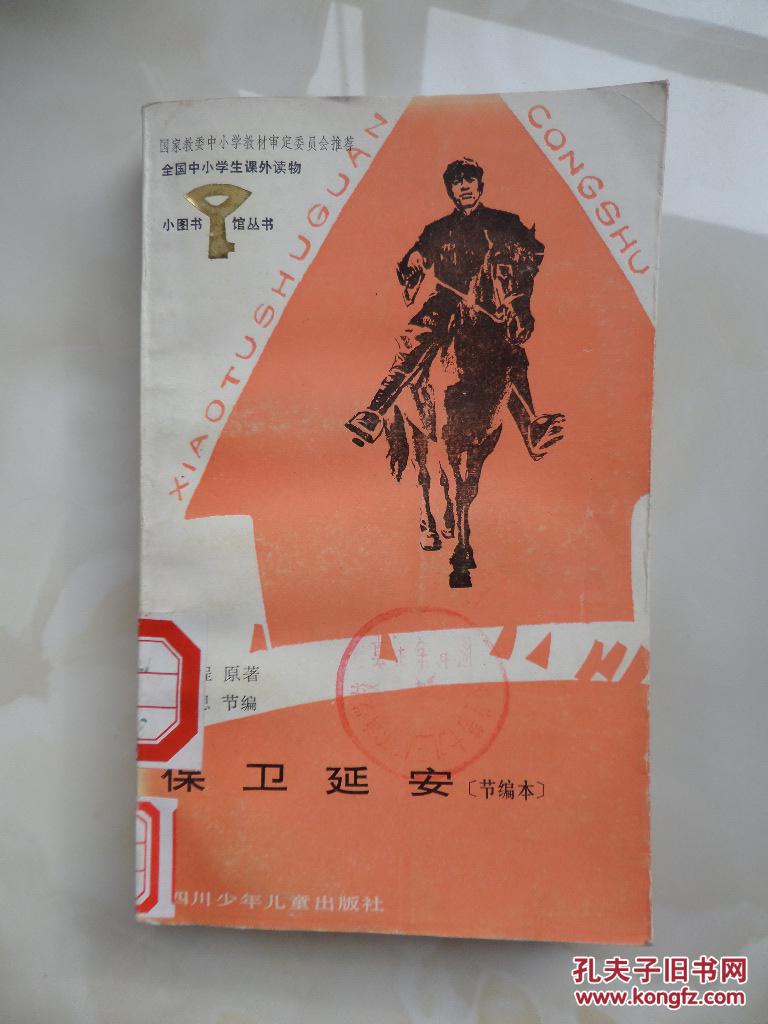 国家教委中小学教材审定委员会推荐
全国中小学生课外读物
小图书馆丛书
XIAOTUSHUGUAN
CONGSHU
程 原著
节编
保卫延安〔节编本〕
四川少年儿童出版社
孔夫子旧书网
www.kongfz.com